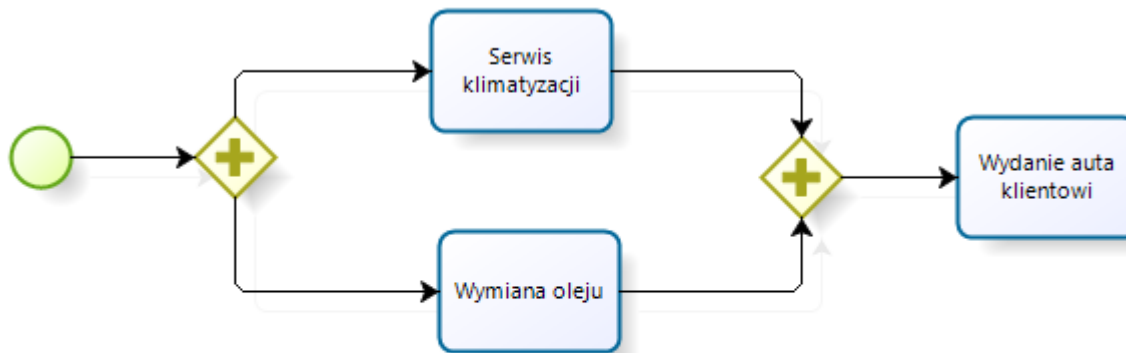 Serwis
klimatyzacji
Wymiana oleju
Wydanie auta
klientowi